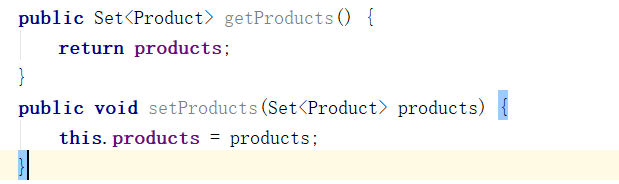 public Set<Product> getProducts() {
return products;
}
public void setProducts(Set<Product> products) {
this.products = products;
}